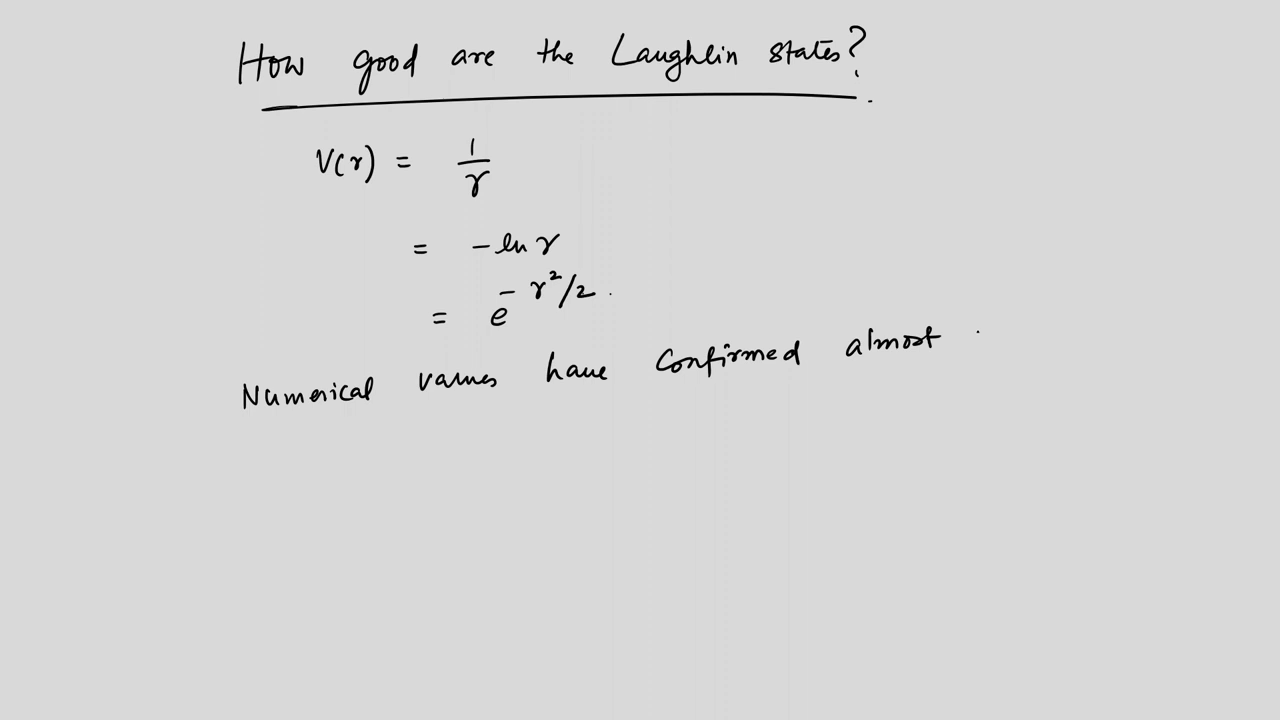 How good are the Laughlin states?
V(r) = 1/r
= - ln r
= e^{- r²/2}.
Numerical values have confirmed almost